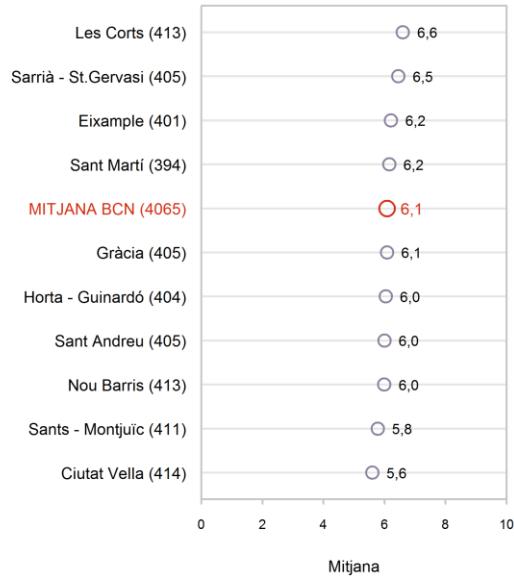 Les Corts (413) 6,6
Sarrià - St.Gervasi (405) 6,5
Eixample (401) 6,2
Sant Martí (394) 6,2
MITJANA BCN (4065) 6,1
Gràcia (405) 6,1
Horta - Guinardó (404) 6,0
Sant Andreu (405) 6,0
Nou Barris (413) 6,0
Sants - Montjuïc (411) 5,8
Ciutat Vella (414) 5,6
0 2 4 6 8 10
Mitjana